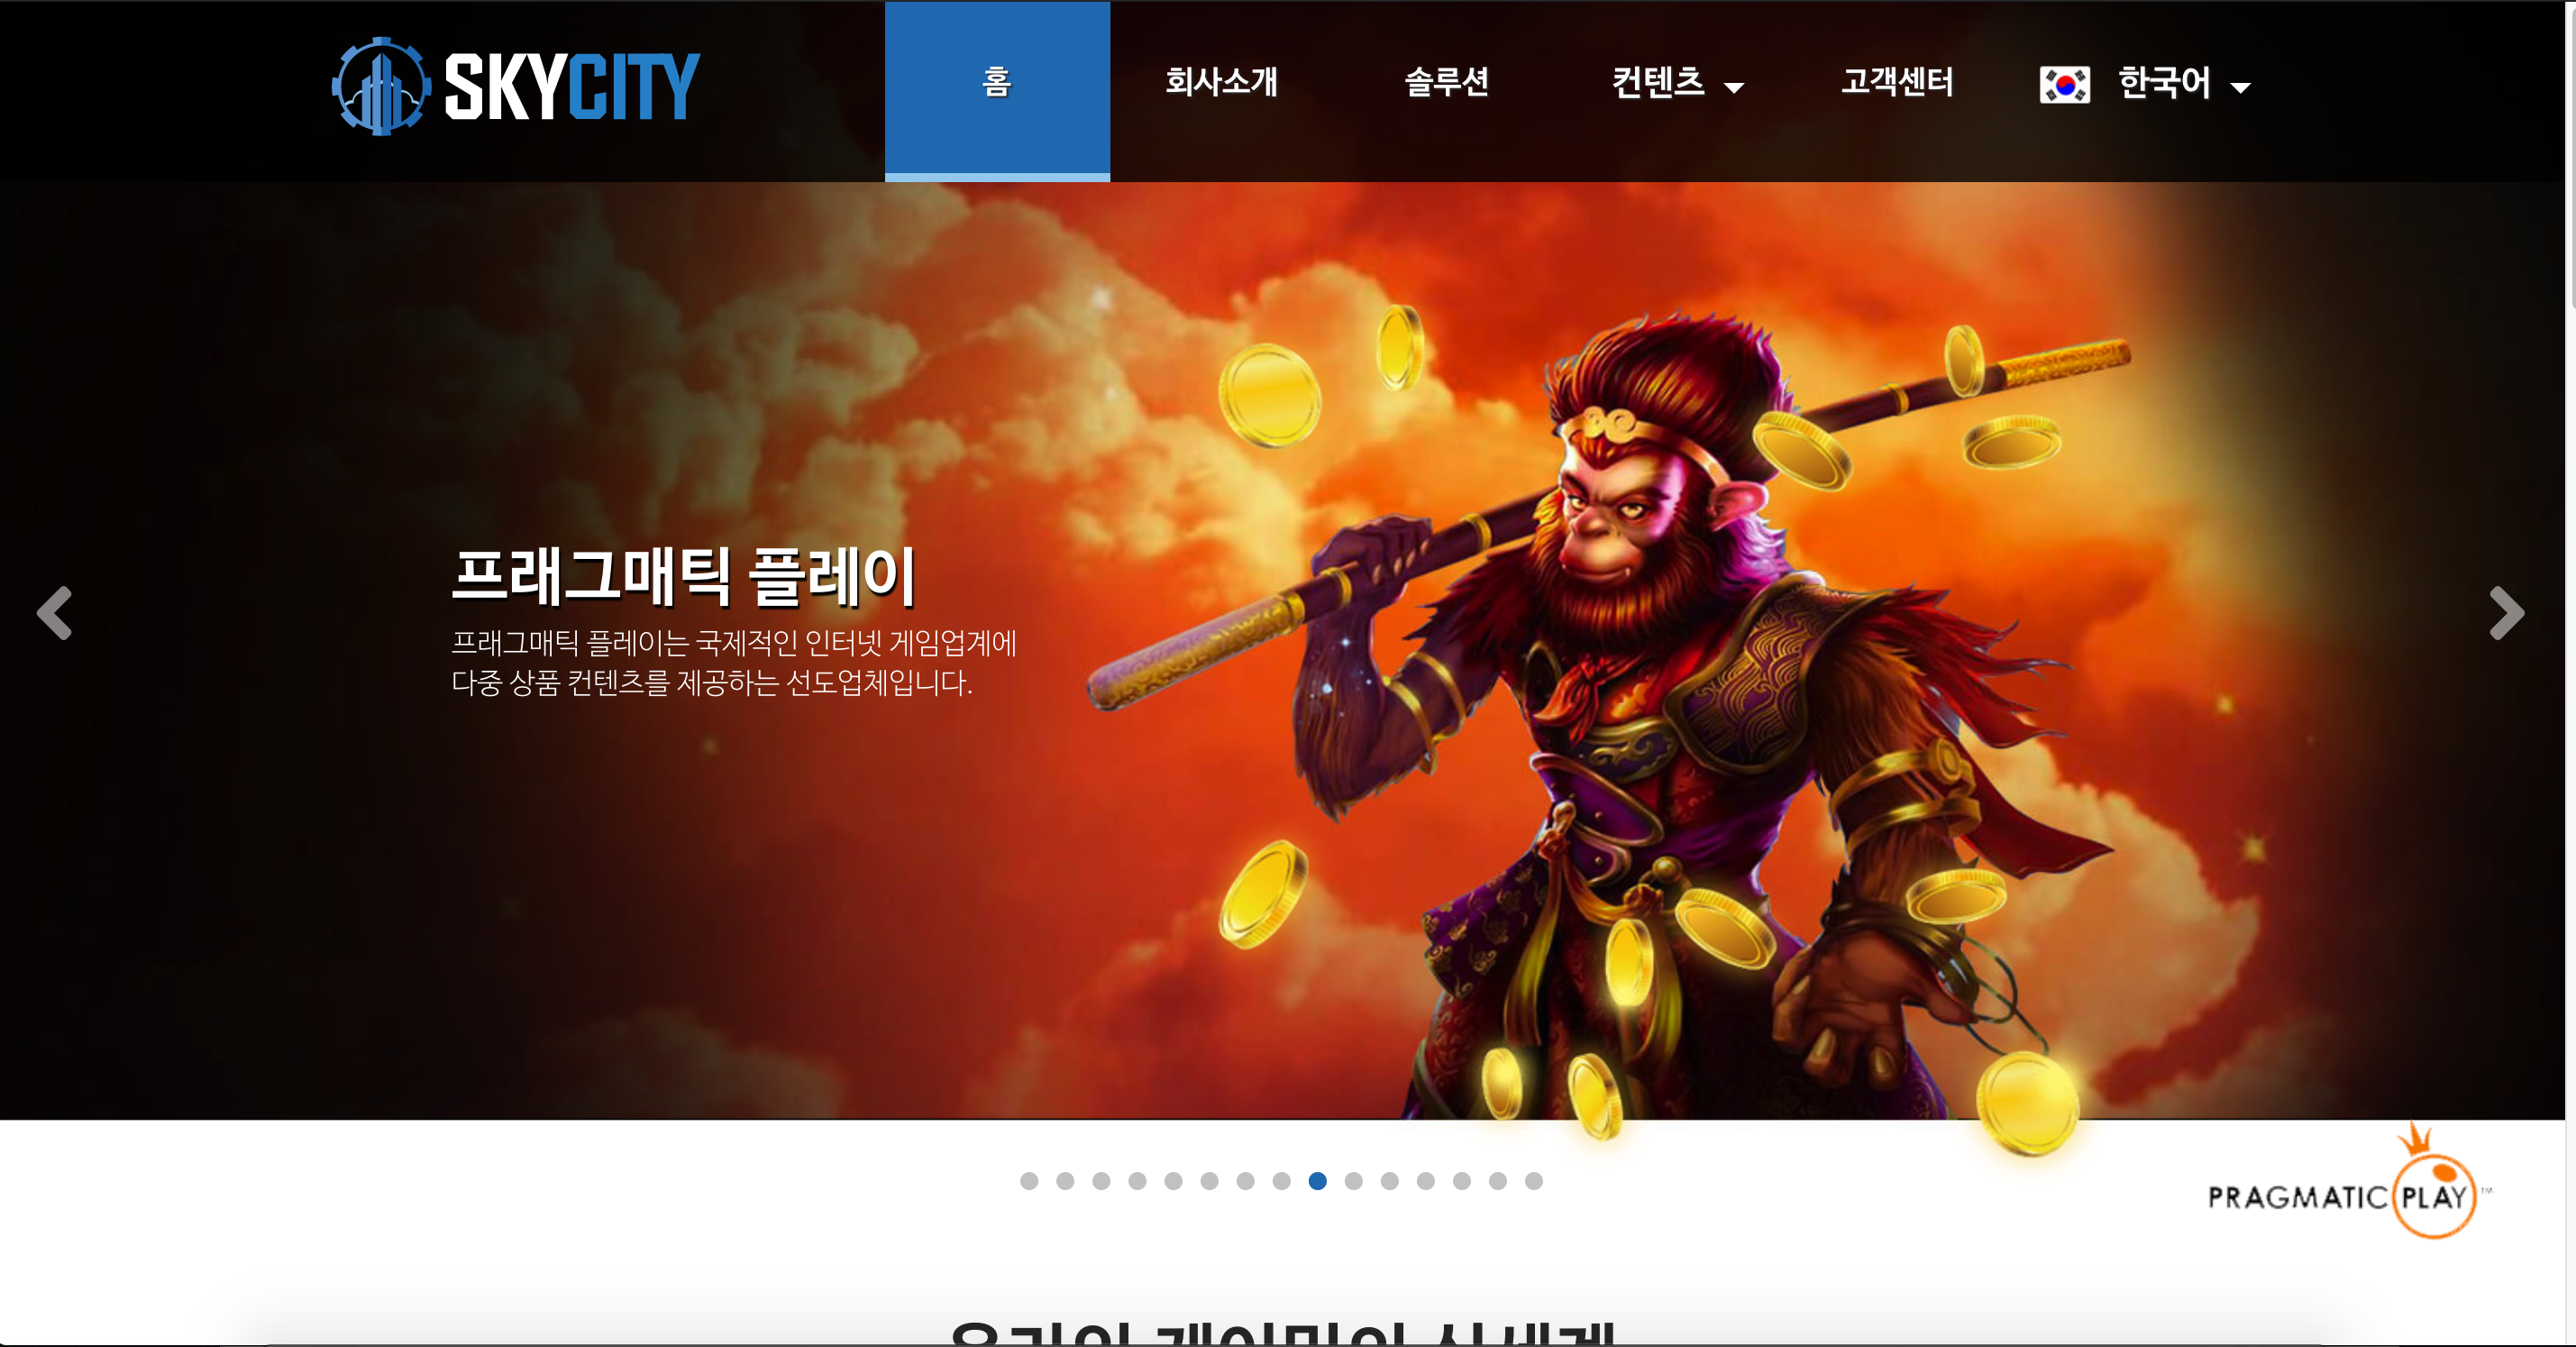 SKYCITY
홈
회사소개
솔루션
컨텐츠
고객센터
한국어
프래그매틱 플레이
프래그매틱 플레이는 국제적인 인터넷 게임업계에
다중 상품 컨텐츠를 제공하는 선도업체입니다.
PRAGMATIC PLAY™